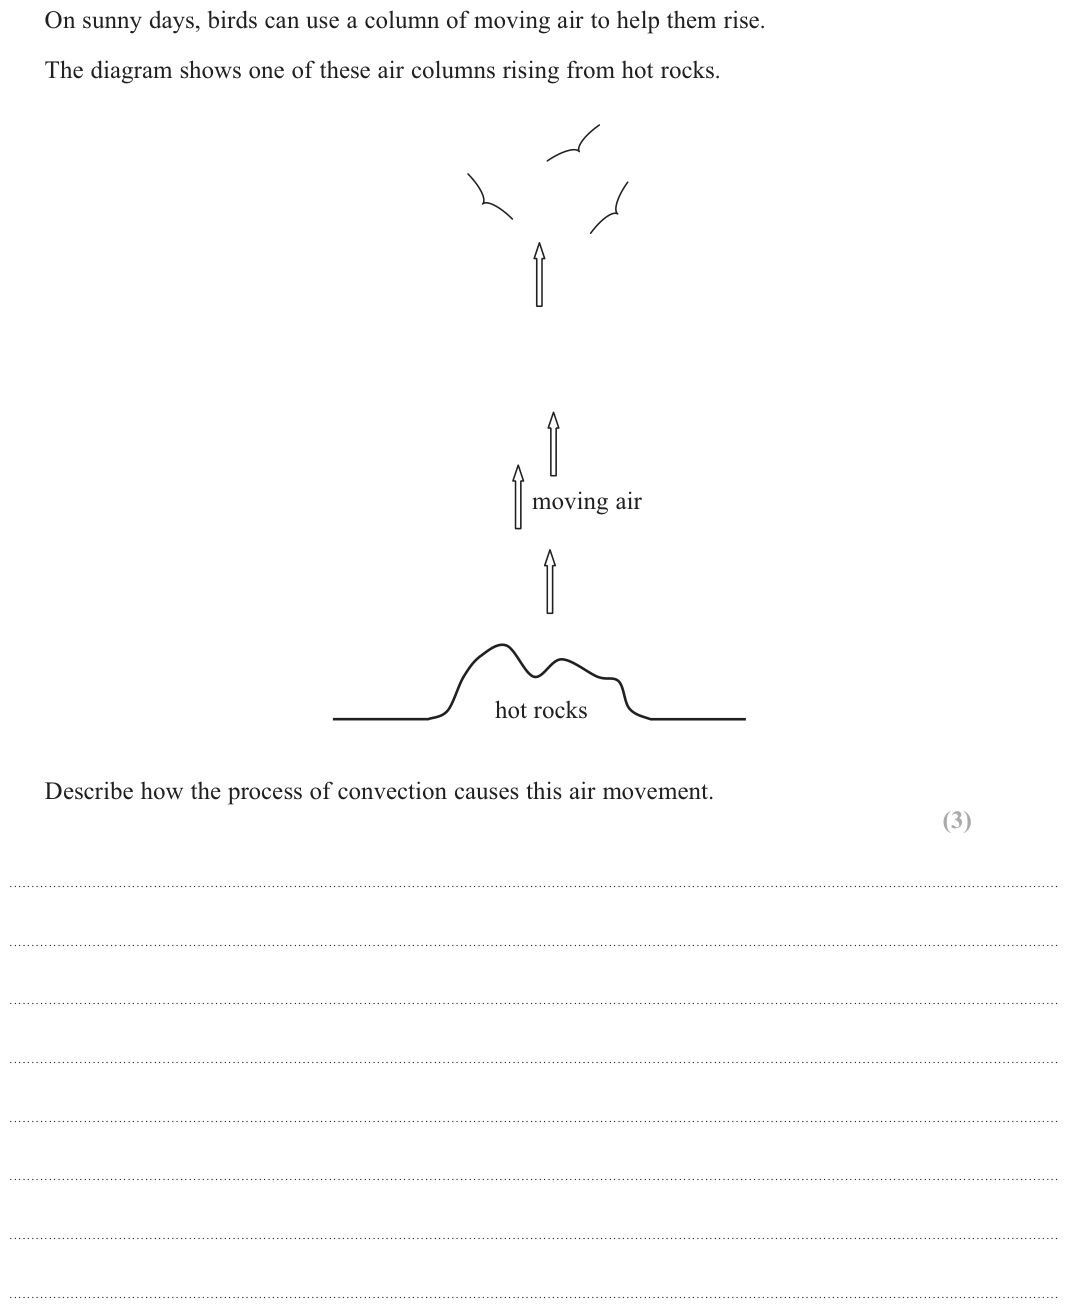 On sunny days, birds can use a column of moving air to help them rise.
The diagram shows one of these air columns rising from hot rocks.
moving air
hot rocks
Describe how the process of convection causes this air movement.
(3)